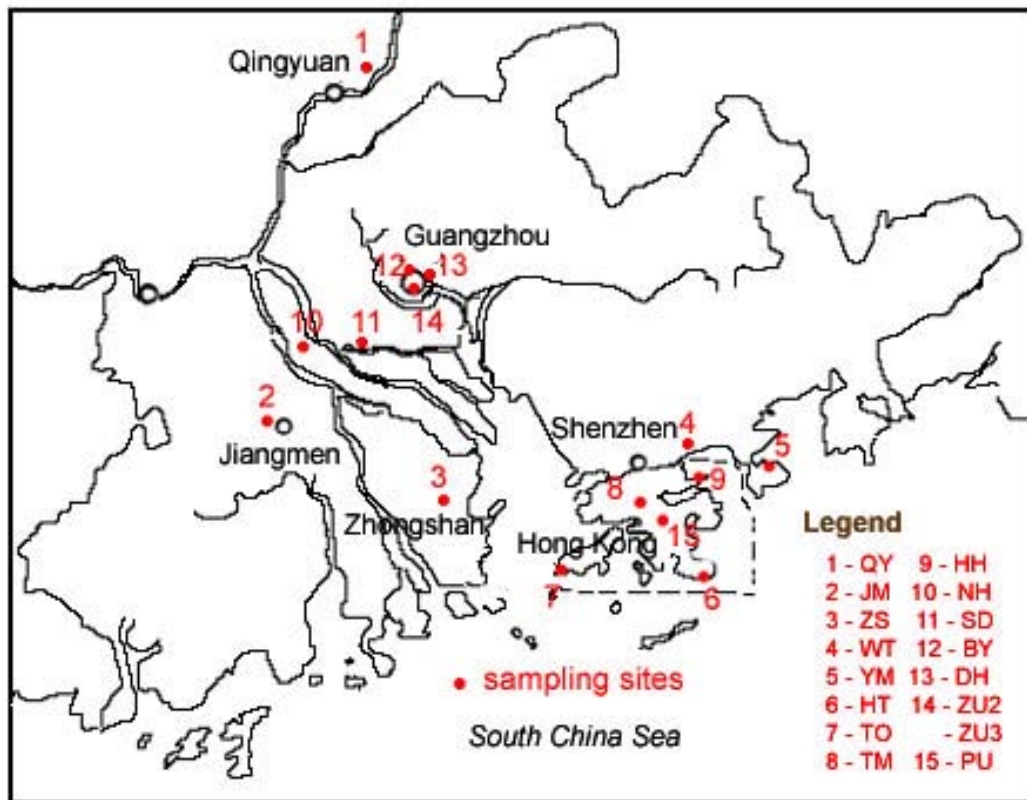 1
Qingyuan
Guangzhou
12 13
14
10 11
2
Jiangmen
Shenzhen 4
5
3
8 9
Zhongshan
Hong Kong 15
7 6
sampling sites
South China Sea
Legend
1 - QY 9 - HH
2 - JM 10 - NH
3 - ZS 11 - SD
4 - WT 12 - BY
5 - YM 13 - DH
6 - HT 14 - ZU2
7 - TO - ZU3
8 - TM 15 - PU